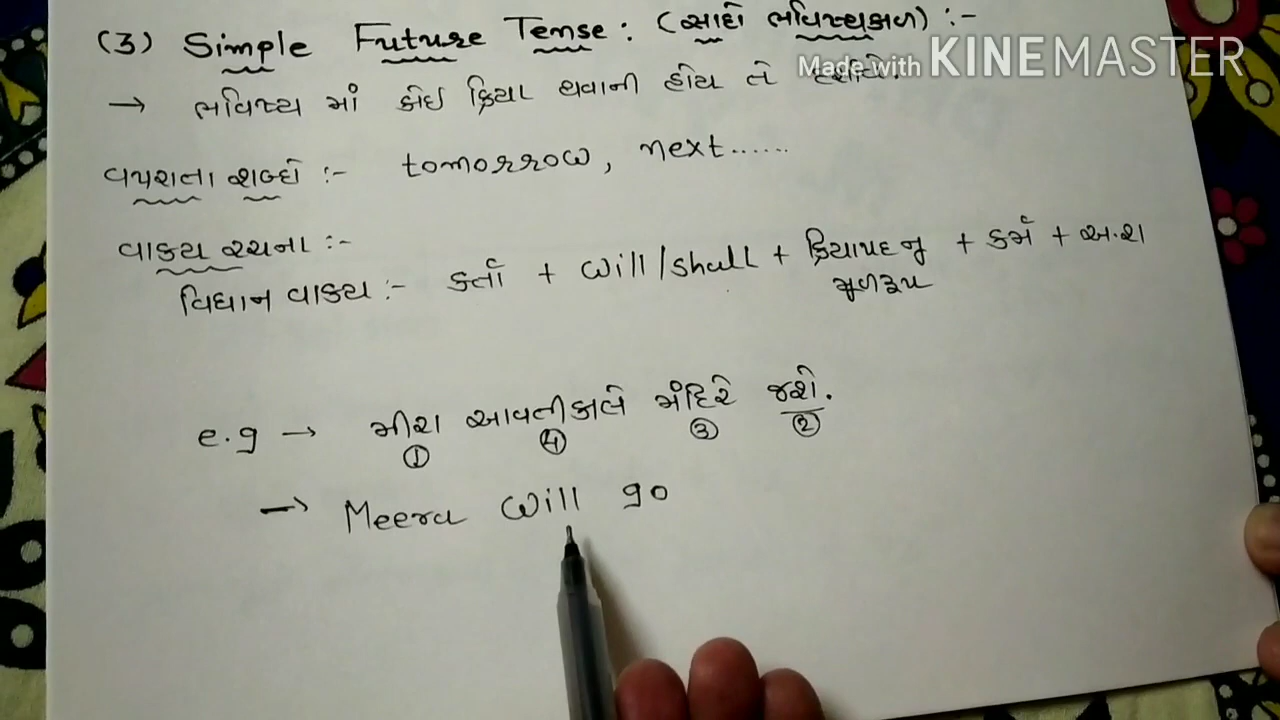 (3) Simple Future Tense : (સાદો ભવિષ્યકાળ) :-
Made with KINEMASTER
→ ભવિષ્ય માં કોઈ ક્રિયા થવાની હોય તે દર્શાવે.
વપરાતા શબ્દો :- tomorrow, next......
વાક્ય રચના :-
વિધાન વાક્ય :- કર્તા + will/shall + ક્રિયાપદ નુ + કર્મ + અ.શ
મૂળરૂપ
e.g → મીરા આવતીકાલે મંદિરે જશે.
① ④ ③ ②
→ Meera will go